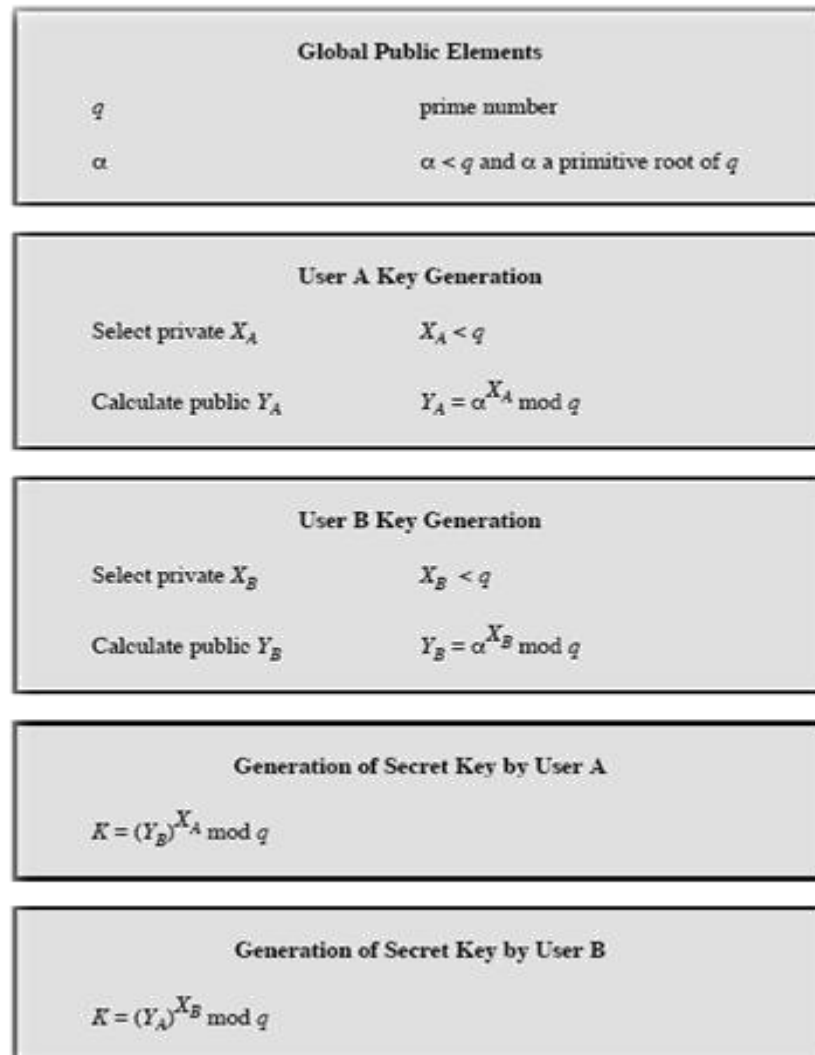 Global Public Elements
q prime number
α α < q and α a primitive root of q
User A Key Generation
Select private X_A X_A < q
Calculate public Y_A Y_A = α^{X_A} mod q
User B Key Generation
Select private X_B X_B < q
Calculate public Y_B Y_B = α^{X_B} mod q
Generation of Secret Key by User A
K = (Y_B)^{X_A} mod q
Generation of Secret Key by User B
K = (Y_A)^{X_B} mod q